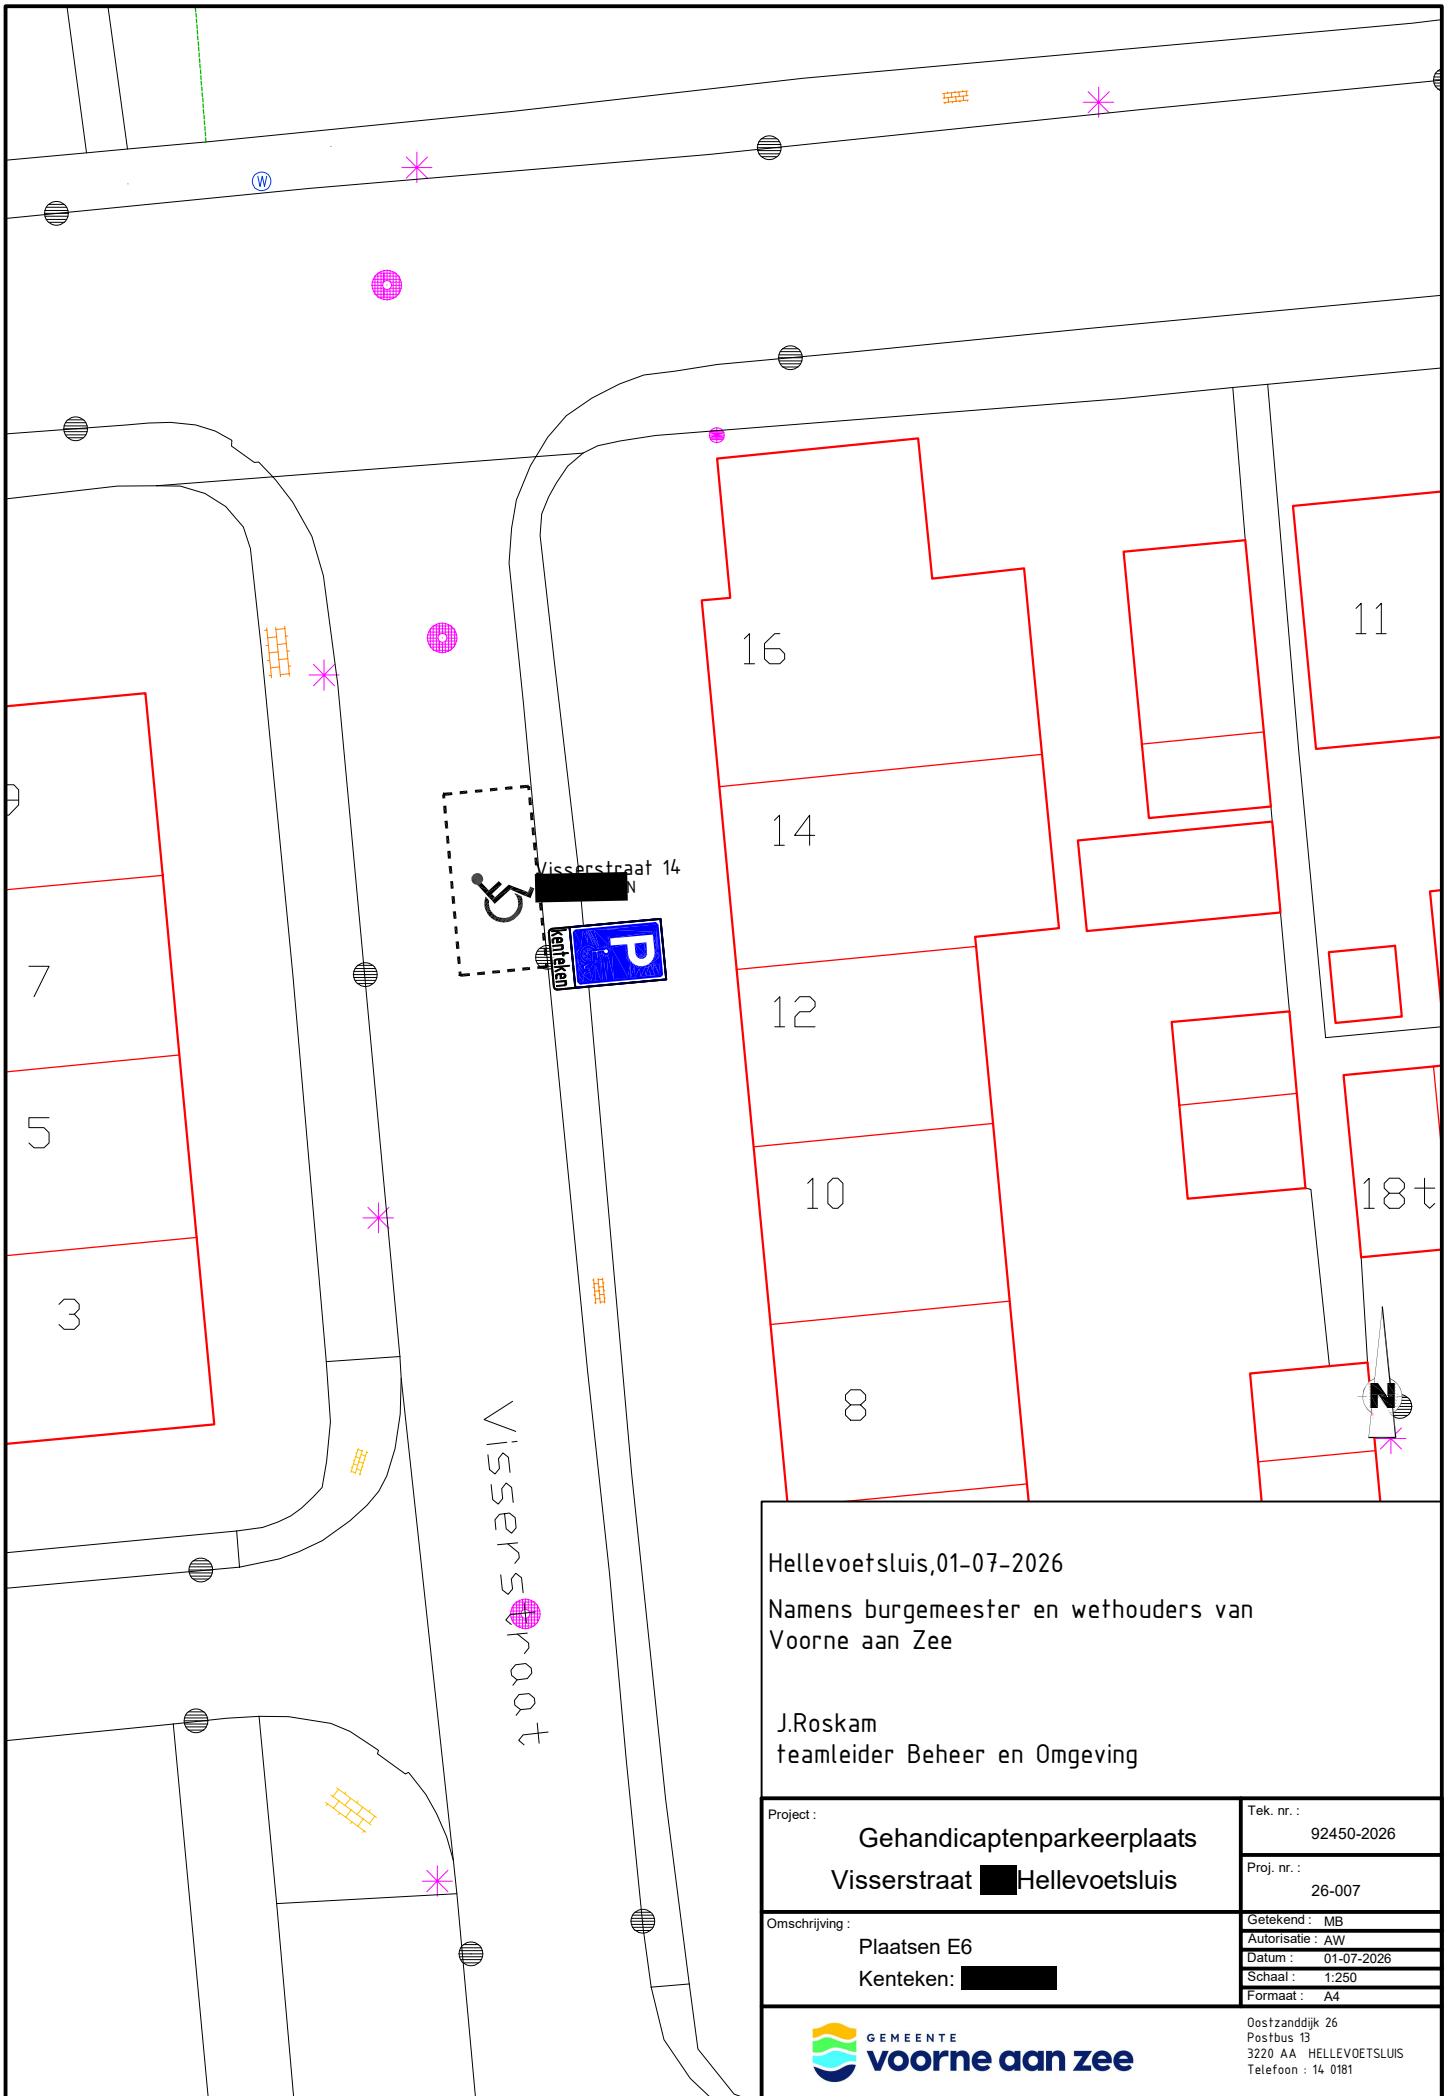 W
16
11
14
Visserstraat 14
N
P
kenteken
7
12
5
10
18t
3
8
N
Visserstraat
Hellevoetsluis,01-07-2026
Namens burgemeester en wethouders van
Voorne aan Zee
J.Roskam
teamleider Beheer en Omgeving
Project :
Gehandicaptenparkeerplaats
Visserstraat Hellevoetsluis
Tek. nr. :
92450-2026
Proj. nr. :
26-007
Omschrijving :
Plaatsen E6
Kenteken:
Getekend : MB
Autorisatie : AW
Datum : 01-07-2026
Schaal : 1:250
Formaat : A4
GEMEENTE
voorne aan zee
Oostzanddijk 26
Postbus 13
3220 AA HELLEVOETSLUIS
Telefoon : 14 0181